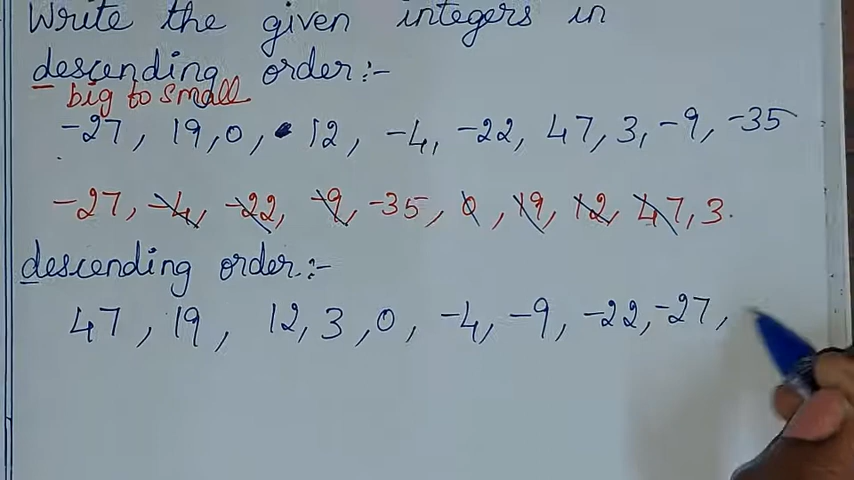 Write the given integers in
descending order:-
big to small
-27, 19, 0, 12, -4, -22, 47, 3, -9, -35
-27, -4, -22, -9, -35, 0, 19, 12, 47, 3.
descending order:-
47, 19, 12, 3, 0, -4, -9, -22, -27,